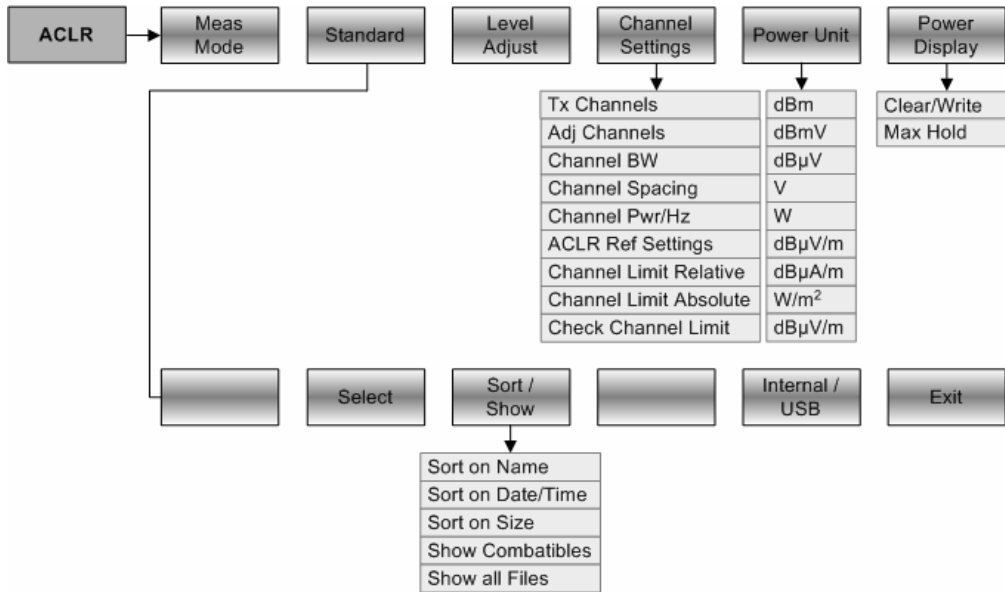 ACLR
Meas
Mode
Standard
Level
Adjust
Channel
Settings
Power Unit
Power
Display
Tx Channels
Adj Channels
Channel BW
Channel Spacing
Channel Pwr/Hz
ACLR Ref Settings
Channel Limit Relative
Channel Limit Absolute
Check Channel Limit
dBm
dBmV
dBµV
V
W
dBµV/m
dBµA/m
W/m²
dBµV/m
Clear/Write
Max Hold
Select
Sort /
Show
Internal /
USB
Exit
Sort on Name
Sort on Date/Time
Sort on Size
Show Combatibles
Show all Files